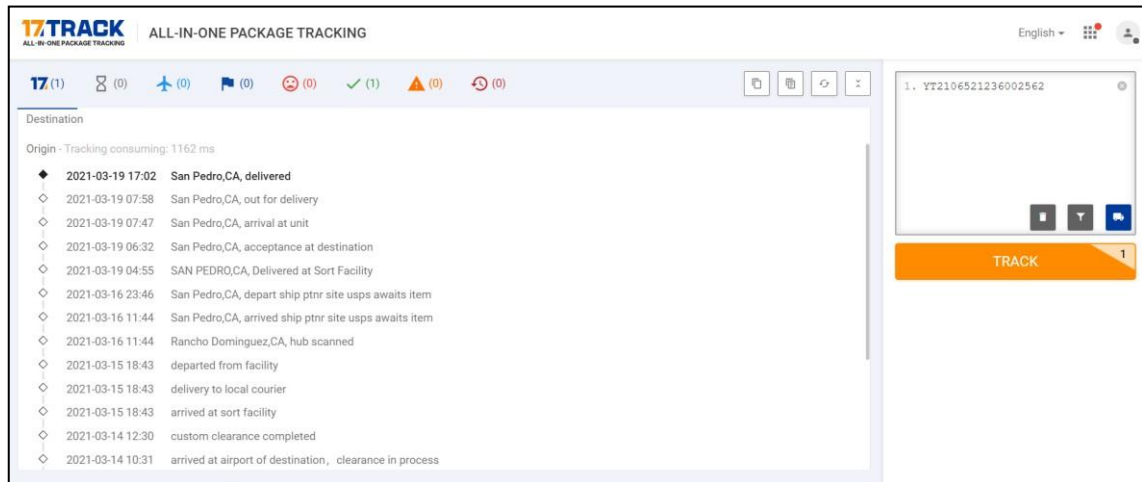 17TRACK
ALL-IN-ONE PACKAGE TRACKING
ALL-IN-ONE PACKAGE TRACKING
English
17 (1) (0) (0) (0) (0) (1) (0) (0)
Destination
Origin - Tracking consuming: 1162 ms
2021-03-19 17:02 San Pedro,CA, delivered
2021-03-19 07:58 San Pedro,CA, out for delivery
2021-03-19 07:47 San Pedro,CA, arrival at unit
2021-03-19 06:32 San Pedro,CA, acceptance at destination
2021-03-19 04:55 SAN PEDRO,CA, Delivered at Sort Facility
2021-03-16 23:46 San Pedro,CA, depart ship ptnr site usps awaits item
2021-03-16 11:44 San Pedro,CA, arrived ship ptnr site usps awaits item
2021-03-16 11:44 Rancho Dominguez,CA, hub scanned
2021-03-15 18:43 departed from facility
2021-03-15 18:43 delivery to local courier
2021-03-15 18:43 arrived at sort facility
2021-03-14 12:30 custom clearance completed
2021-03-14 10:31 arrived at airport of destination，clearance in process
1. YT2106521236002562
TRACK 1